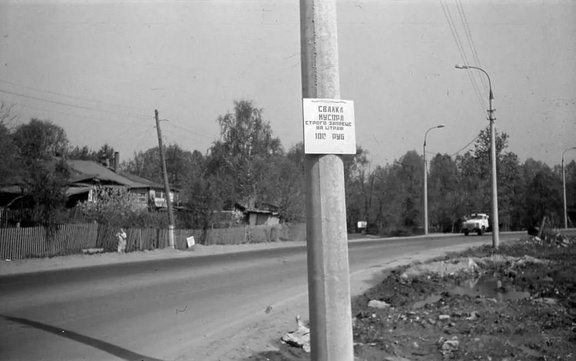 СВАЛКА
МУСОРА
СТРОГО ЗАПРЕЩЕ
НА ШТРАФ
100 РУБ